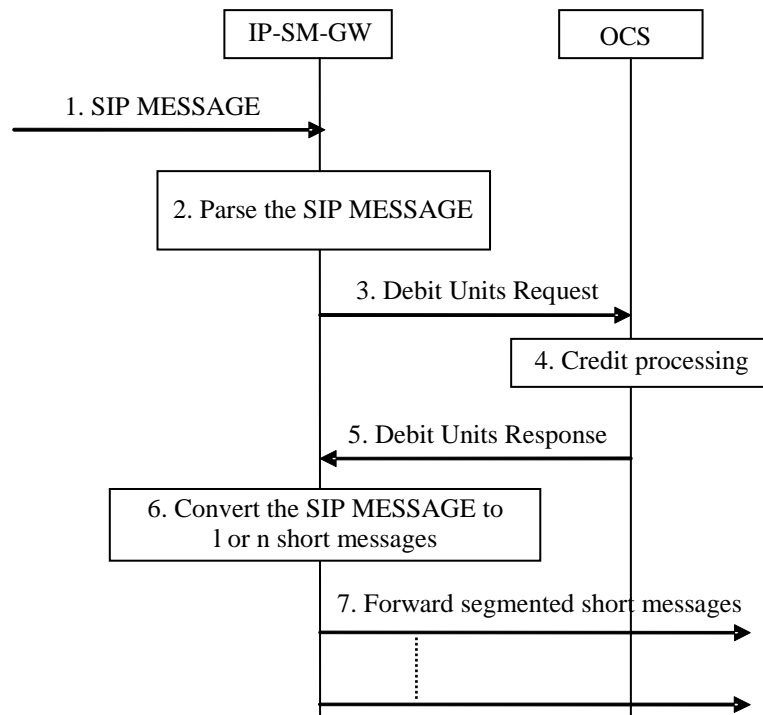 IP-SM-GW
OCS
1. SIP MESSAGE
2. Parse the SIP MESSAGE
3. Debit Units Request
4. Credit processing
5. Debit Units Response
6. Convert the SIP MESSAGE to
l or n short messages
7. Forward segmented short messages